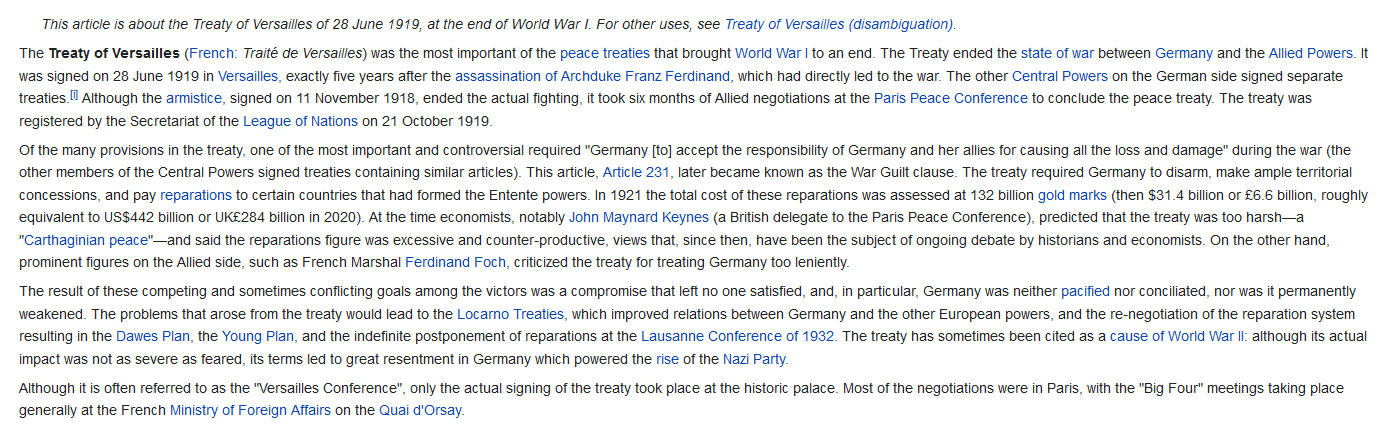 This article is about the Treaty of Versailles of 28 June 1919, at the end of World War I. For other uses, see Treaty of Versailles (disambiguation).
The Treaty of Versailles (French: Traité de Versailles) was the most important of the peace treaties that brought World War I to an end. The Treaty ended the state of war between Germany and the Allied Powers. It
was signed on 28 June 1919 in Versailles, exactly five years after the assassination of Archduke Franz Ferdinand, which had directly led to the war. The other Central Powers on the German side signed separate
treaties.[i] Although the armistice, signed on 11 November 1918, ended the actual fighting, it took six months of Allied negotiations at the Paris Peace Conference to conclude the peace treaty. The treaty was
registered by the Secretariat of the League of Nations on 21 October 1919.
Of the many provisions in the treaty, one of the most important and controversial required "Germany [to] accept the responsibility of Germany and her allies for causing all the loss and damage" during the war (the
other members of the Central Powers signed treaties containing similar articles). This article, Article 231, later became known as the War Guilt clause. The treaty required Germany to disarm, make ample territorial
concessions, and pay reparations to certain countries that had formed the Entente powers. In 1921 the total cost of these reparations was assessed at 132 billion gold marks (then $31.4 billion or £6.6 billion, roughly
equivalent to US$442 billion or UK£284 billion in 2020). At the time economists, notably John Maynard Keynes (a British delegate to the Paris Peace Conference), predicted that the treaty was too harsh—a
"Carthaginian peace"—and said the reparations figure was excessive and counter-productive, views that, since then, have been the subject of ongoing debate by historians and economists. On the other hand,
prominent figures on the Allied side, such as French Marshal Ferdinand Foch, criticized the treaty for treating Germany too leniently.
The result of these competing and sometimes conflicting goals among the victors was a compromise that left no one satisfied, and, in particular, Germany was neither pacified nor conciliated, nor was it permanently
weakened. The problems that arose from the treaty would lead to the Locarno Treaties, which improved relations between Germany and the other European powers, and the re-negotiation of the reparation system
resulting in the Dawes Plan, the Young Plan, and the indefinite postponement of reparations at the Lausanne Conference of 1932. The treaty has sometimes been cited as a cause of World War II: although its actual
impact was not as severe as feared, its terms led to great resentment in Germany which powered the rise of the Nazi Party.
Although it is often referred to as the "Versailles Conference", only the actual signing of the treaty took place at the historic palace. Most of the negotiations were in Paris, with the "Big Four" meetings taking place
generally at the French Ministry of Foreign Affairs on the Quai d'Orsay.